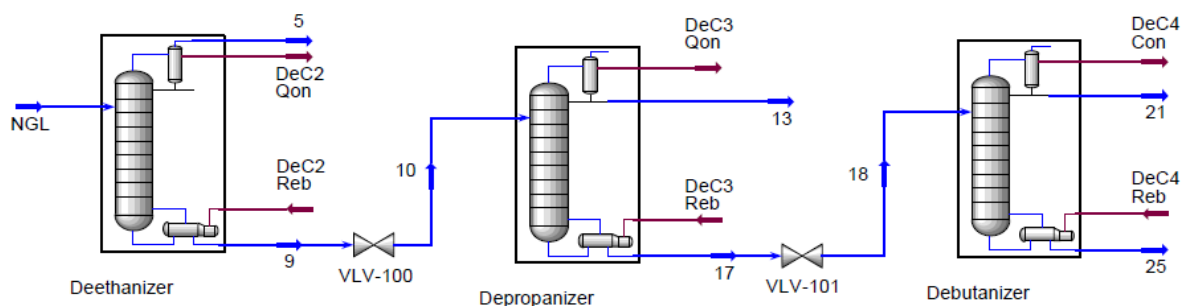 NGL
5
DeC2
Qon
DeC2
Reb
9
VLV-100
10
Deethanizer
DeC3
Qon
13
DeC3
Reb
17
VLV-101
18
Depropanizer
DeC4
Con
21
DeC4
Reb
25
Debutanizer